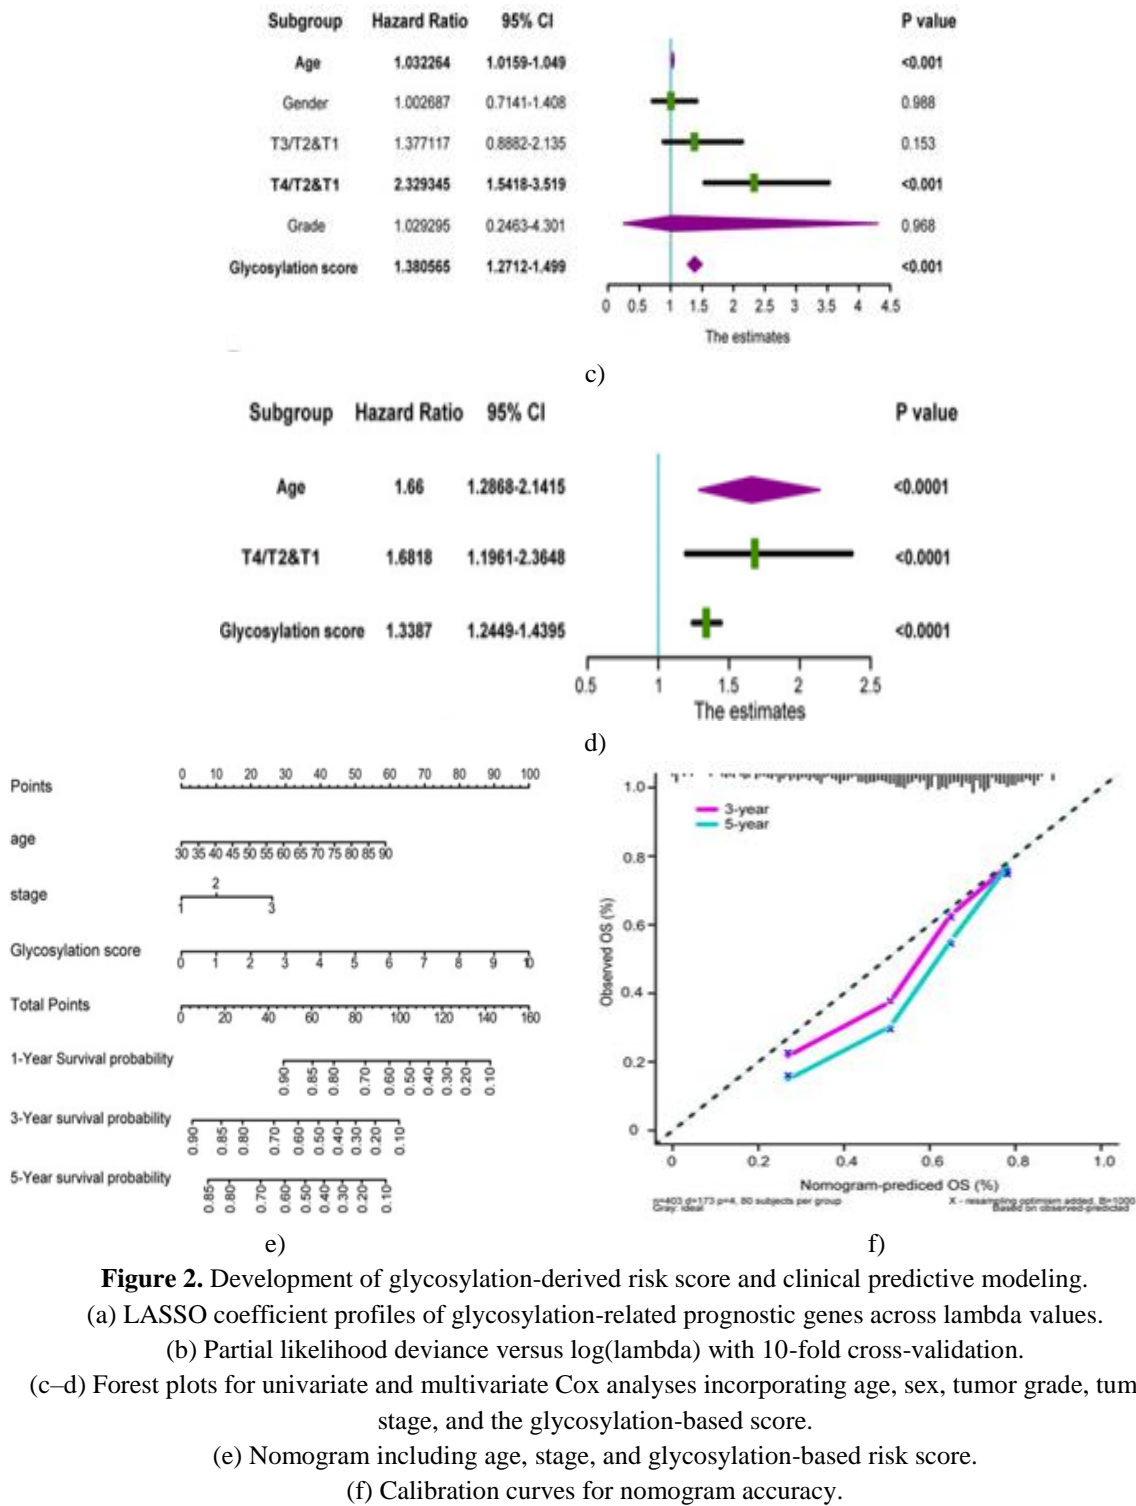 Subgroup Hazard Ratio 95% CI P value
Age 1.032264 1.0159-1.049 <0.001
Gender 1.002687 0.7141-1.408 0.988
T3/T2&T1 1.377117 0.8882-2.135 0.153
T4/T2&T1 2.329345 1.5418-3.519 <0.001
Grade 1.029295 0.2463-4.301 0.968
Glycosylation score 1.380565 1.2712-1.499 <0.001
0 0.5 1 1.5 2 2.5 3 3.5 4 4.5
The estimates
c)
Subgroup Hazard Ratio 95% CI P value
Age 1.66 1.2868-2.1415 <0.0001
T4/T2&T1 1.6818 1.1961-2.3648 <0.0001
Glycosylation score 1.3387 1.2449-1.4395 <0.0001
0.5 1 1.5 2 2.5
The estimates
d)
Points 0 10 20 30 40 50 60 70 80 90 100
age 30 35 40 45 50 55 60 65 70 75 80 85 90
stage 1 2 3
Glycosylation score 0 1 2 3 4 5 6 7 8 9 10
Total Points 0 20 40 60 80 100 120 140 160
1-Year Survival probability 0.90 0.85 0.80 0.70 0.60 0.50 0.40 0.30 0.20 0.10
3-Year survival probability 0.90 0.85 0.80 0.70 0.60 0.50 0.40 0.30 0.20 0.10
5-Year survival probability 0.85 0.80 0.70 0.60 0.50 0.40 0.30 0.20 0.10
e)
3-year
5-year
Observed OS (%)
1.0
0.8
0.6
0.4
0.2
0
0 0.2 0.4 0.6 0.8 1.0
Nomogram-prediced OS (%)
n=403 d=173 p=4, 80 subjects per group X - resampling optimism added, B=1000
Gray: ideal Based on observed-predicted
f)
Figure 2. Development of glycosylation-derived risk score and clinical predictive modeling.
(a) LASSO coefficient profiles of glycosylation-related prognostic genes across lambda values.
(b) Partial likelihood deviance versus log(lambda) with 10-fold cross-validation.
(c–d) Forest plots for univariate and multivariate Cox analyses incorporating age, sex, tumor grade, tum
stage, and the glycosylation-based score.
(e) Nomogram including age, stage, and glycosylation-based risk score.
(f) Calibration curves for nomogram accuracy.